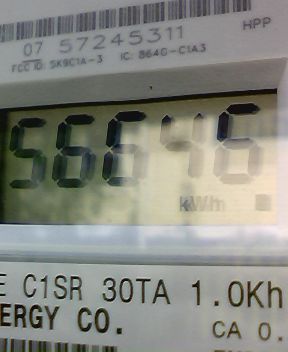 07 57245311
HPP
FCC ID: SK9C1A-3 IC: 864G-C1A3
56646
kWh
E C1SR 30TA 1.0Kh
ERGY CO.
CA 0.